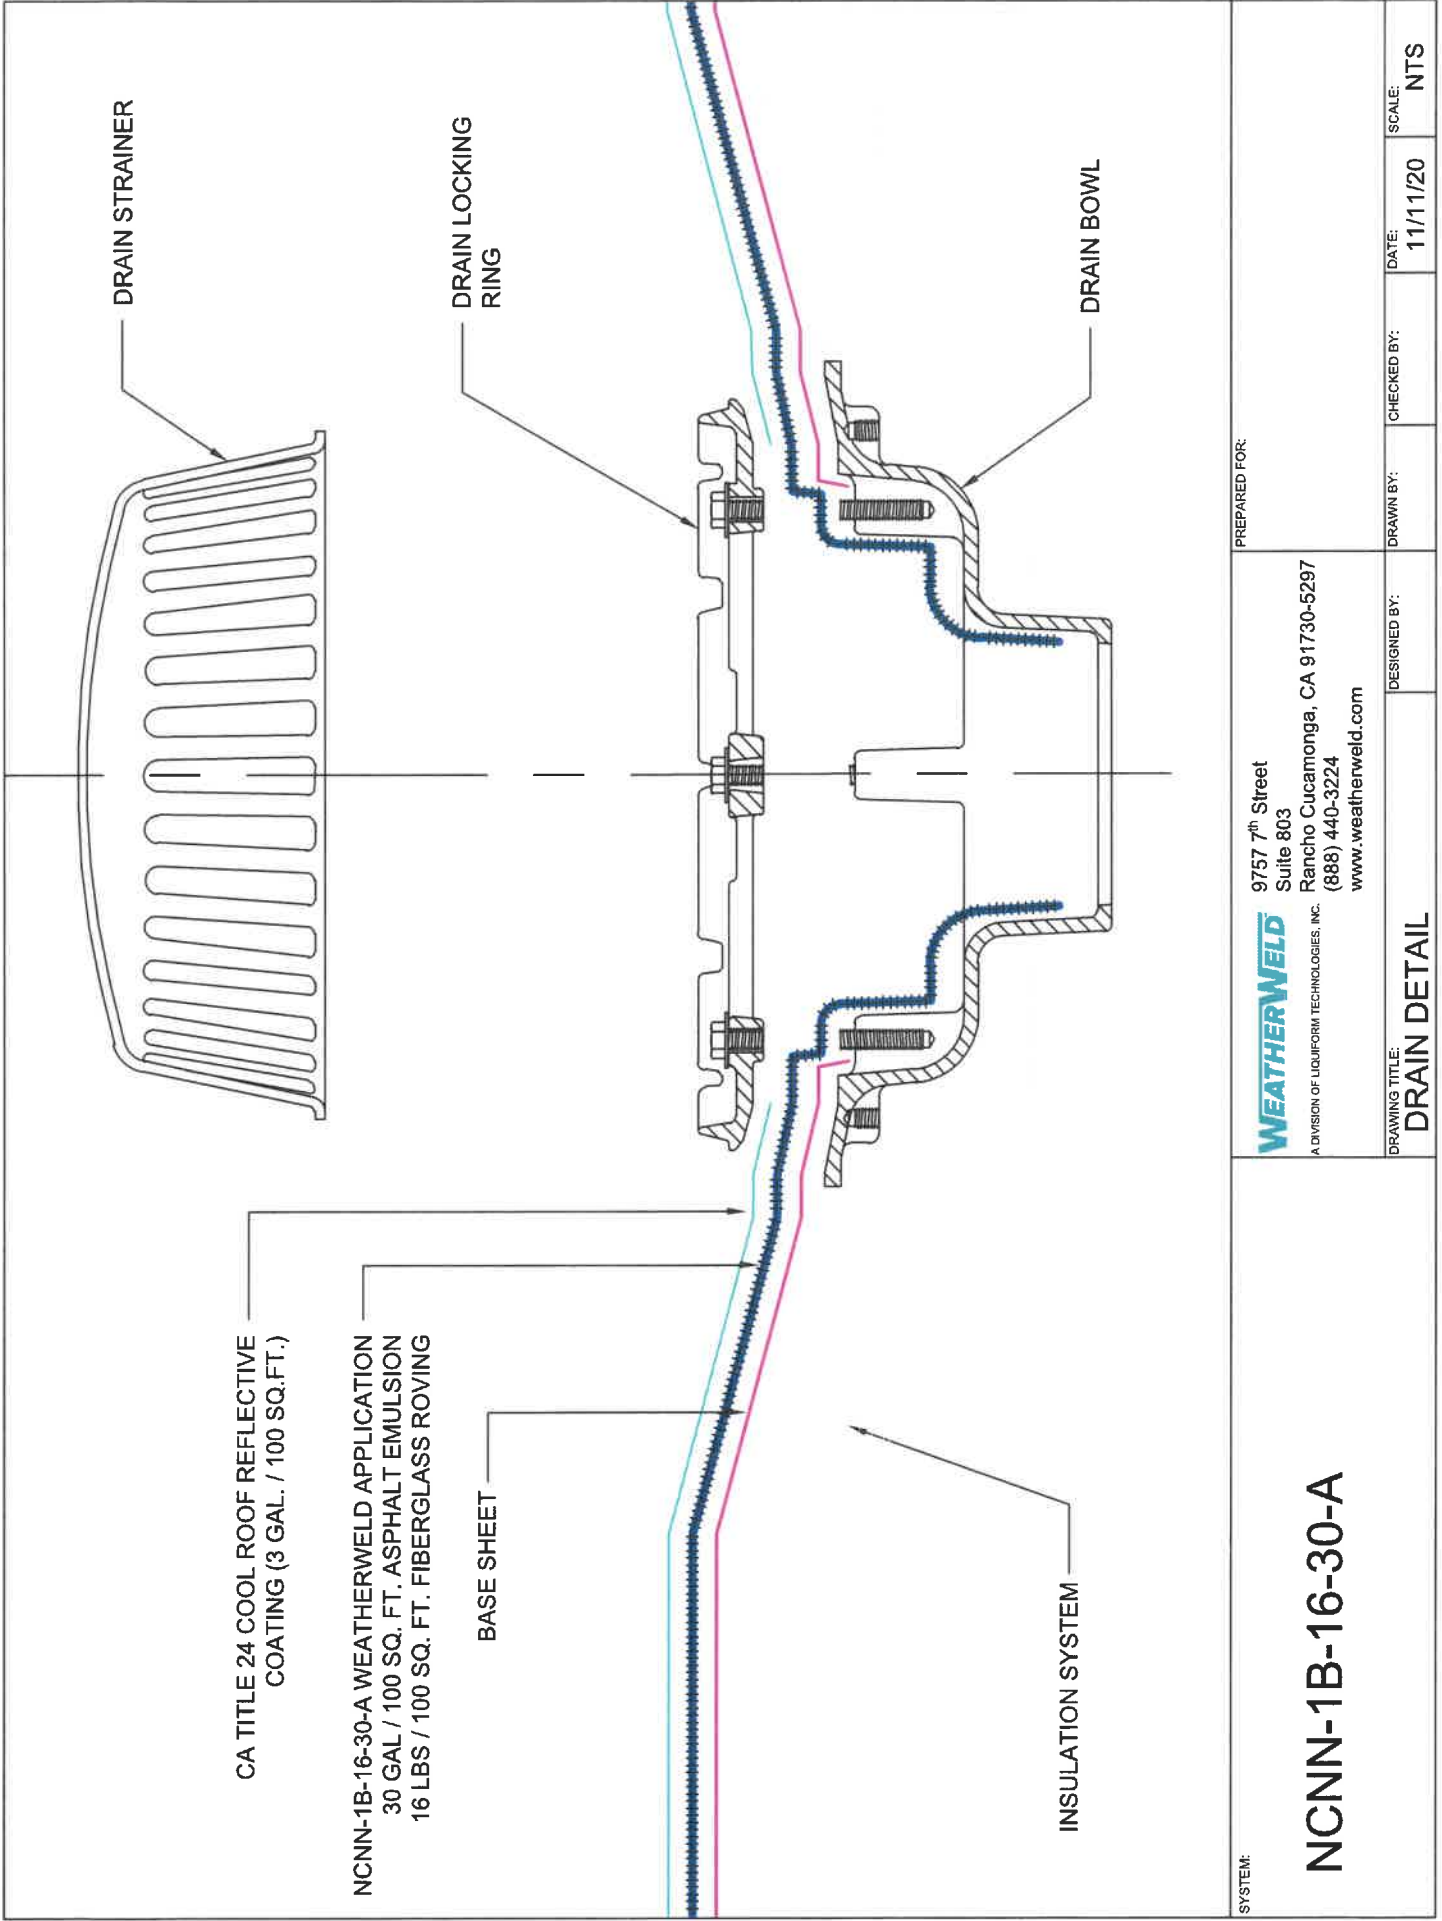 CA TITLE 24 COOL ROOF REFLECTIVE
COATING (3 GAL. / 100 SQ.FT.)
NCNN-1B-16-30-A WEATHERWELD APPLICATION
30 GAL / 100 SQ. FT. ASPHALT EMULSION
16 LBS / 100 SQ. FT. FIBERGLASS ROVING
BASE SHEET
INSULATION SYSTEM
DRAIN STRAINER
DRAIN LOCKING
RING
DRAIN BOWL
SYSTEM:
NCNN-1B-16-30-A
WEATHERWELD
A DIVISION OF LIQUIFORM TECHNOLOGIES, INC.
9757 7th Street
Suite 803
Rancho Cucamonga, CA 91730-5297
(888) 440-3224
www.weatherweld.com
PREPARED FOR:
DRAWING TITLE:
DRAIN DETAIL
DESIGNED BY:
DRAWN BY:
CHECKED BY:
DATE:
11/11/20
SCALE:
NTS